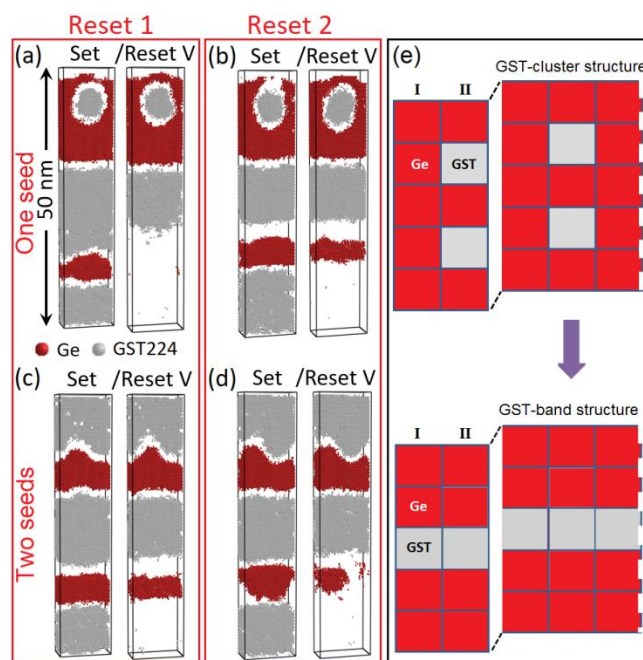 Reset 1
Reset 2
(a) Set /Reset V
(b) Set /Reset V
One seed
50 nm
Ge GST224
(c) Set /Reset V
(d) Set /Reset V
Two seeds
(e)
GST-cluster structure
I II
Ge GST
GST-band structure
I II
Ge
GST